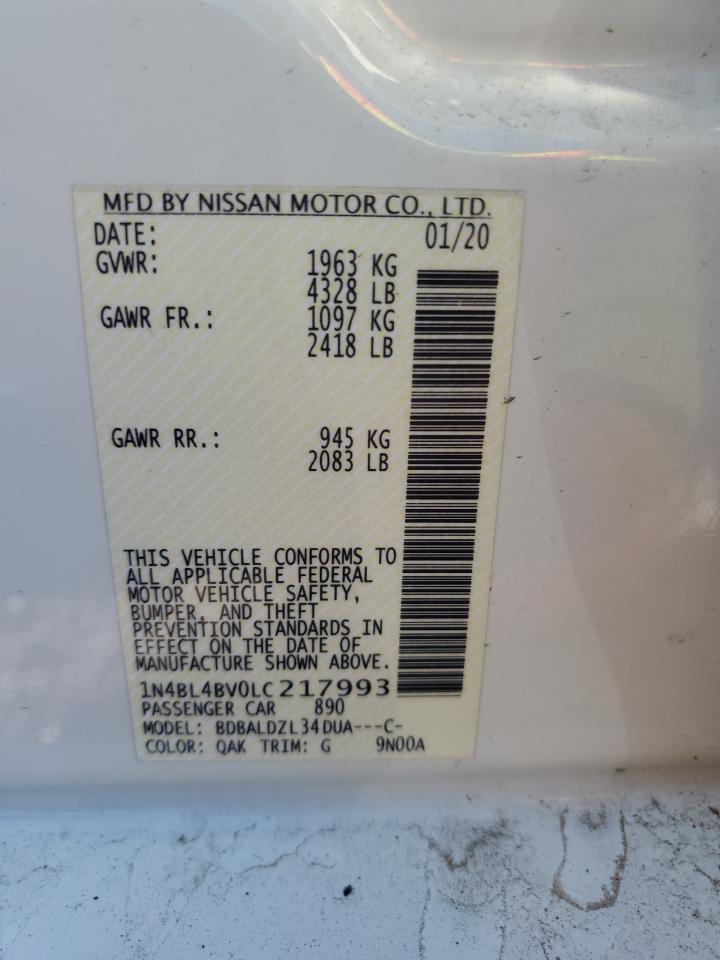 MFD BY NISSAN MOTOR CO., LTD.
DATE: 01/20
GVWR: 1963 KG
4328 LB
GAWR FR.: 1097 KG
2418 LB
GAWR RR.: 945 KG
2083 LB
THIS VEHICLE CONFORMS TO
ALL APPLICABLE FEDERAL
MOTOR VEHICLE SAFETY,
BUMPER, AND THEFT
PREVENTION STANDARDS IN
EFFECT ON THE DATE OF
MANUFACTURE SHOWN ABOVE.
1N4BL4BV0LC217993
PASSENGER CAR 890
MODEL: BDBALDZL34DUA---C-
COLOR: QAK TRIM: G 9N00A